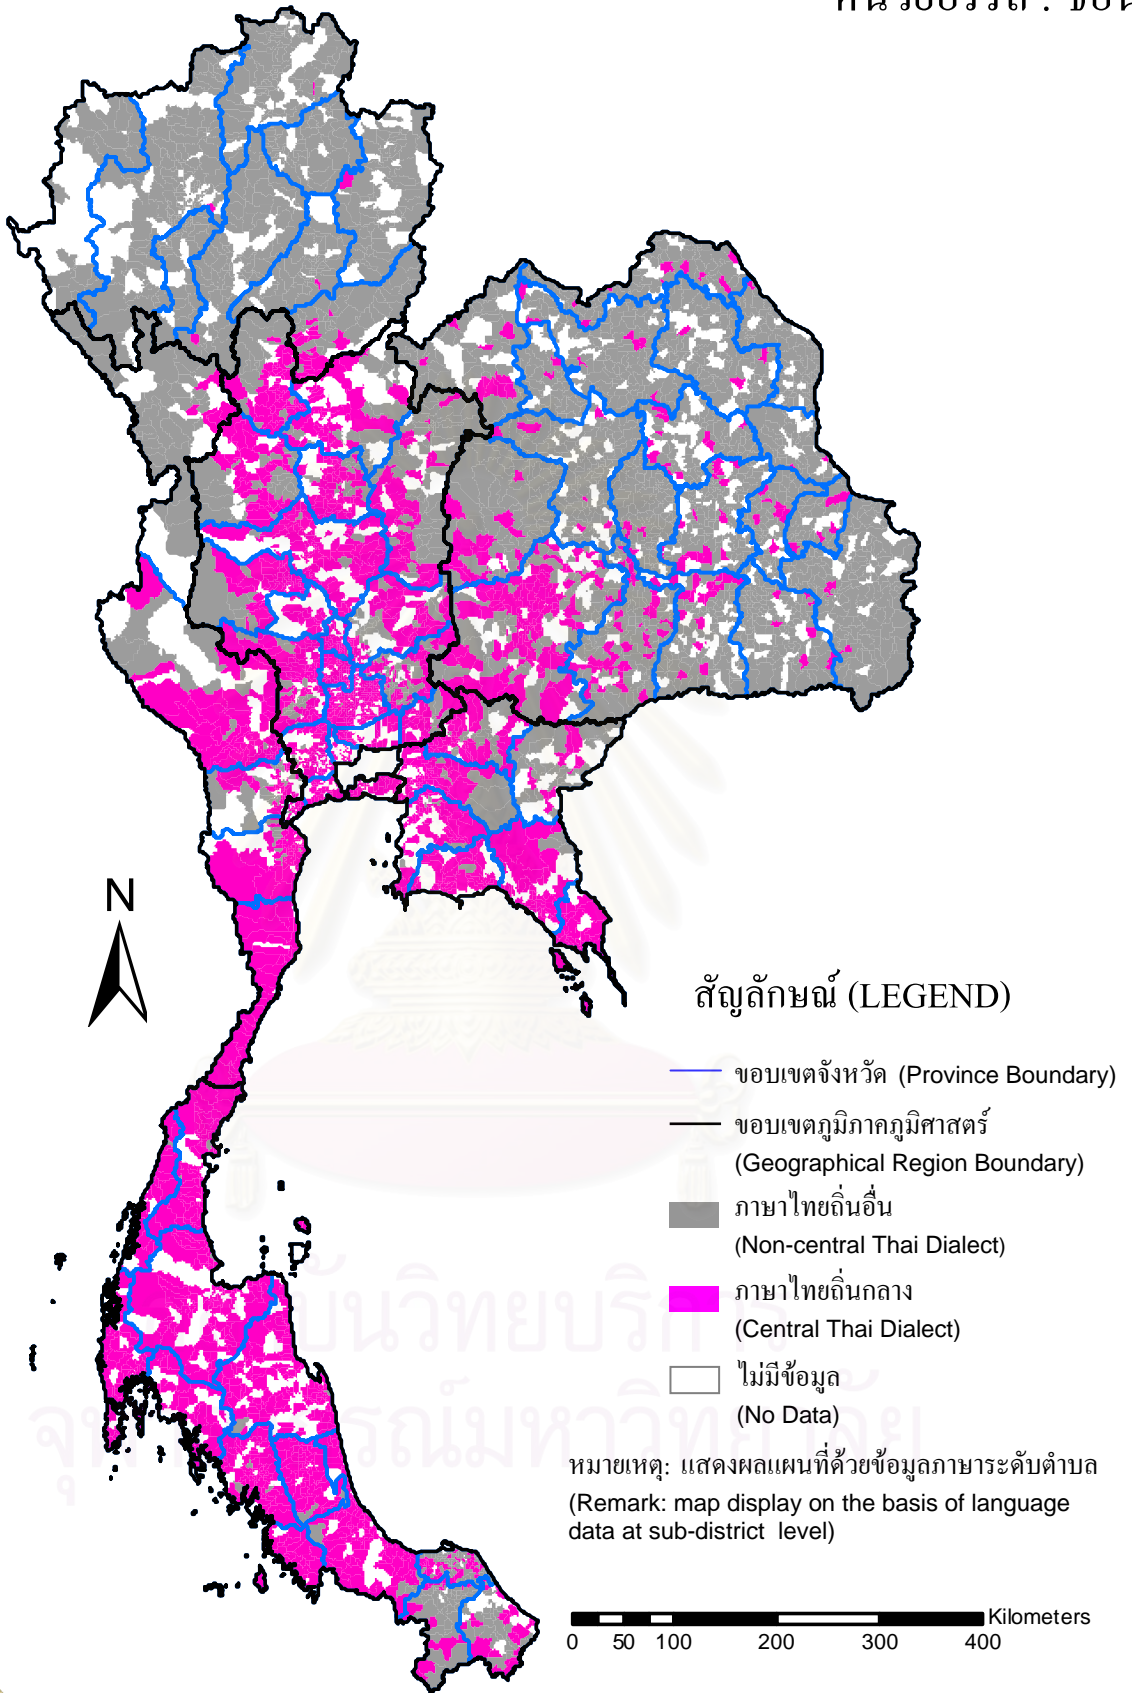 N
สัญลักษณ์ (LEGEND)
ขอบเขตจังหวัด (Province Boundary)
ขอบเขตภูมิภาคภูมิศาสตร์
(Geographical Region Boundary)
ภาษาไทยถิ่นอื่น
(Non-central Thai Dialect)
ภาษาไทยถิ่นกลาง
(Central Thai Dialect)
ไม่มีข้อมูล
(No Data)
หมายเหตุ: แสดงผลแผนที่ด้วยข้อมูลภาษาระดับตำบล
(Remark: map display on the basis of language
data at sub-district level)
Kilometers
0 50 100 200 300 400